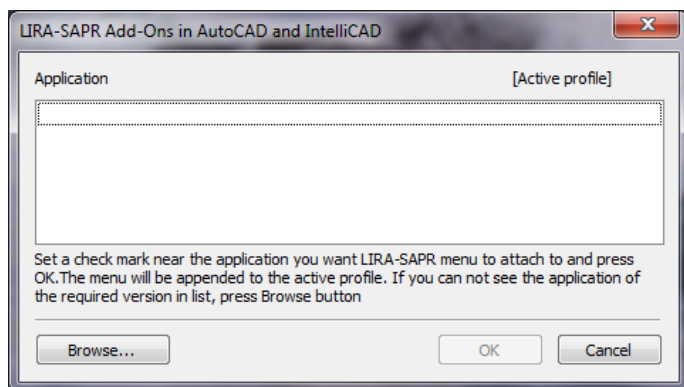 LIRA-SAPR Add-Ons in AutoCAD and IntelliCAD
Application [Active profile]
Set a check mark near the application you want LIRA-SAPR menu to attach to and press
OK.The menu will be appended to the active profile. If you can not see the application of
the required version in list, press Browse button
Browse... OK Cancel